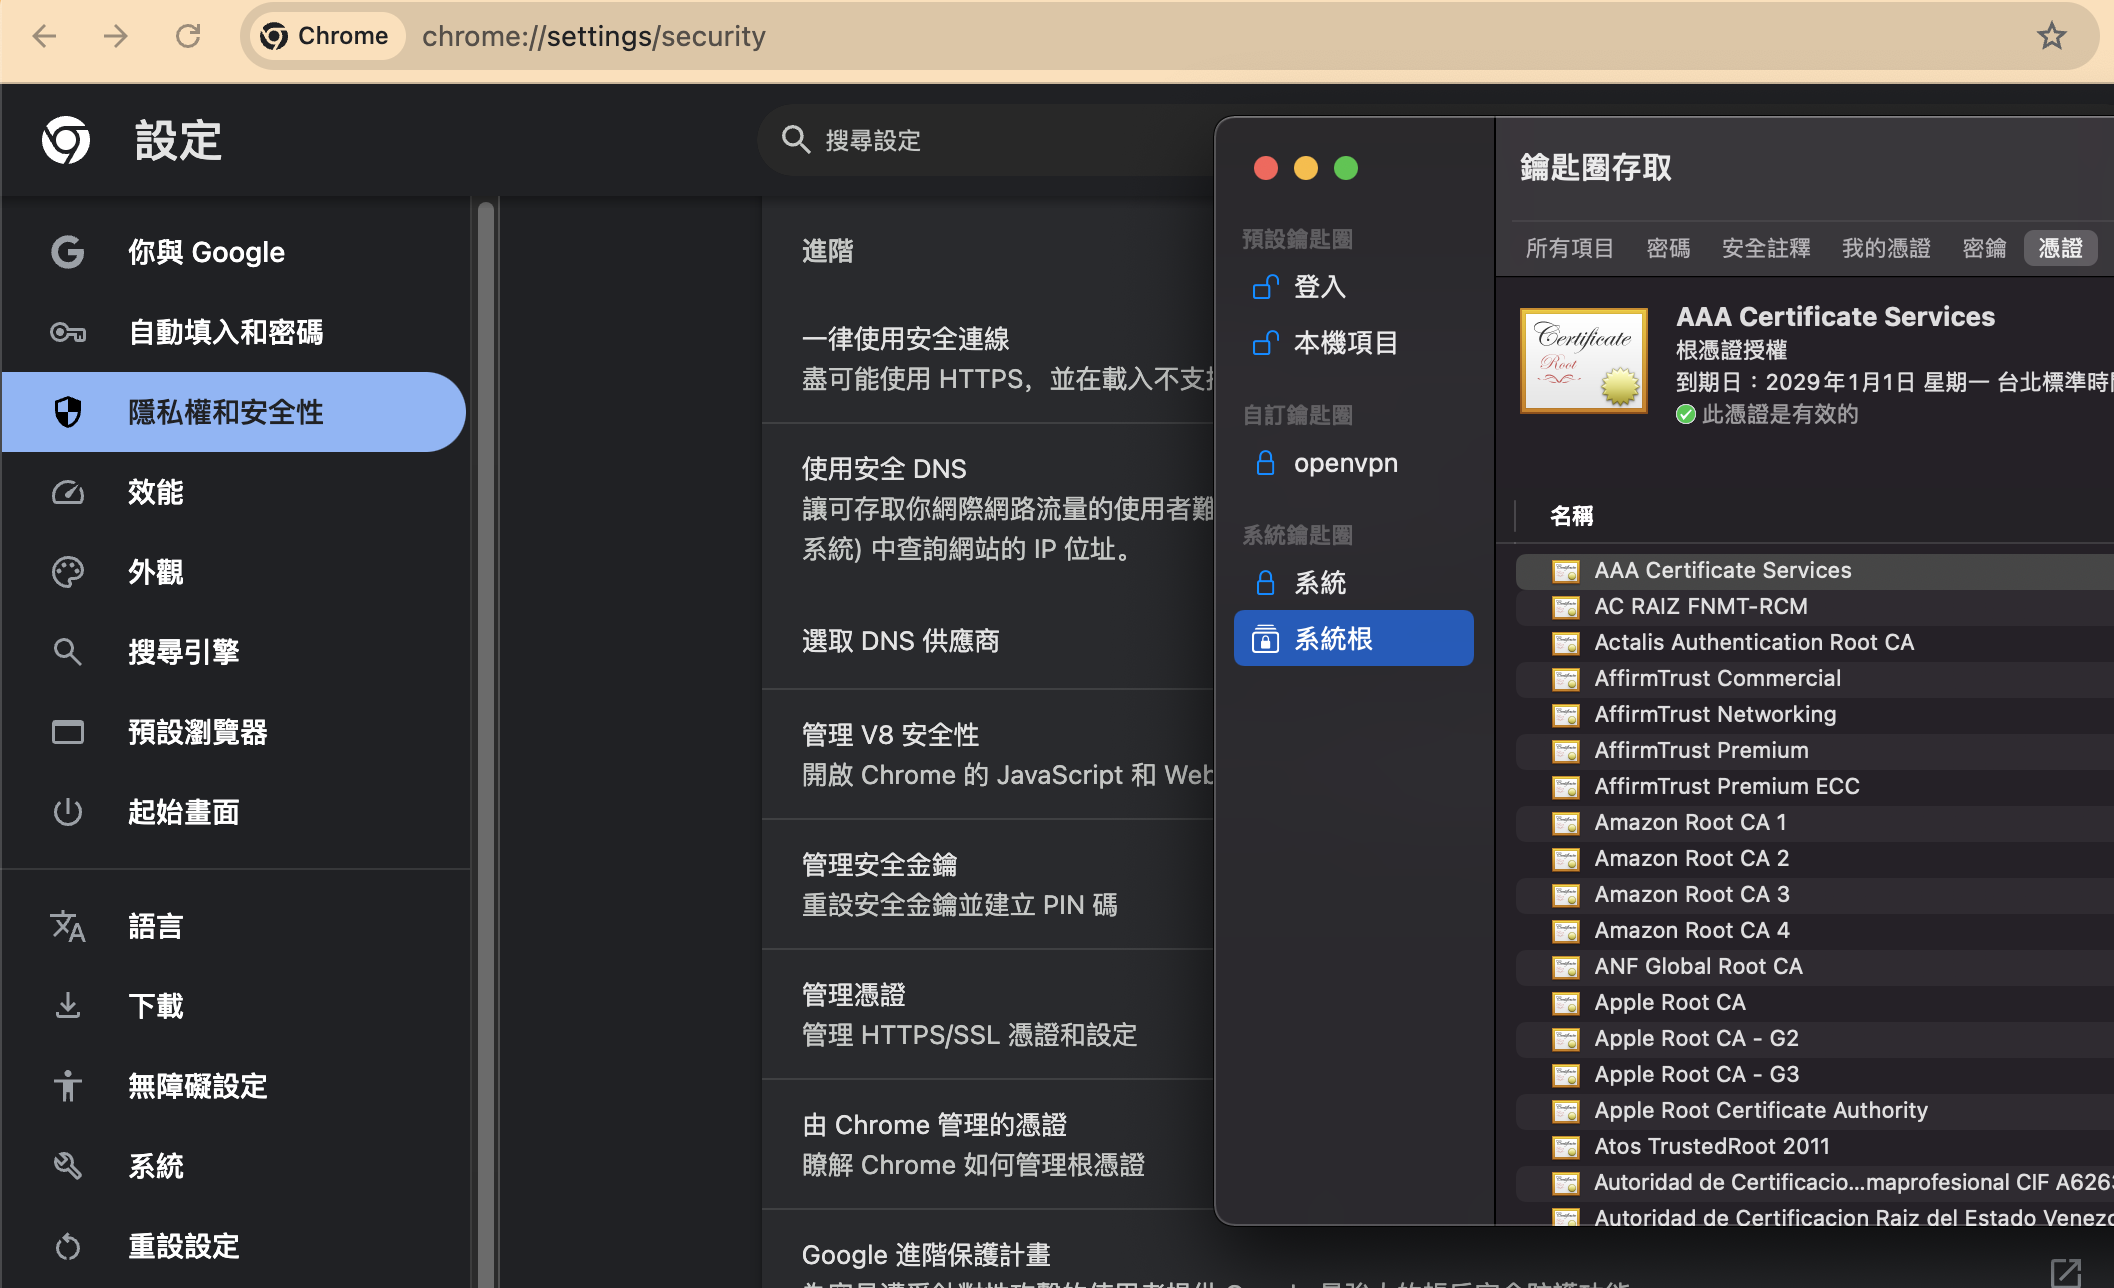 Chrome
chrome://settings/security
設定
搜尋設定
你與 Google
自動填入和密碼
隱私權和安全性
效能
外觀
搜尋引擎
預設瀏覽器
起始畫面
語言
下載
無障礙設定
系統
重設設定
進階
一律使用安全連線
盡可能使用 HTTPS，並在載入不支
使用安全 DNS
讓可存取你網際網路流量的使用者難
系統) 中查詢網站的 IP 位址。
選取 DNS 供應商
管理 V8 安全性
開啟 Chrome 的 JavaScript 和 Web
管理安全金鑰
重設安全金鑰並建立 PIN 碼
管理憑證
管理 HTTPS/SSL 憑證和設定
由 Chrome 管理的憑證
瞭解 Chrome 如何管理根憑證
Google 進階保護計畫
鑰匙圈存取
預設鑰匙圈
登入
本機項目
自訂鑰匙圈
openvpn
系統鑰匙圈
系統
系統根
所有項目 密碼 安全註釋 我的憑證 密鑰 憑證
Certificate
Root
AAA Certificate Services
根憑證授權
到期日：2029年1月1日 星期一 台北標準時間
此憑證是有效的
名稱
AAA Certificate Services
AC RAIZ FNMT-RCM
Actalis Authentication Root CA
AffirmTrust Commercial
AffirmTrust Networking
AffirmTrust Premium
AffirmTrust Premium ECC
Amazon Root CA 1
Amazon Root CA 2
Amazon Root CA 3
Amazon Root CA 4
ANF Global Root CA
Apple Root CA
Apple Root CA - G2
Apple Root CA - G3
Apple Root Certificate Authority
Atos TrustedRoot 2011
Autoridad de Certificacio...maprofesional CIF A626
Autoridad de Certificacion Raiz del Estado Venezo